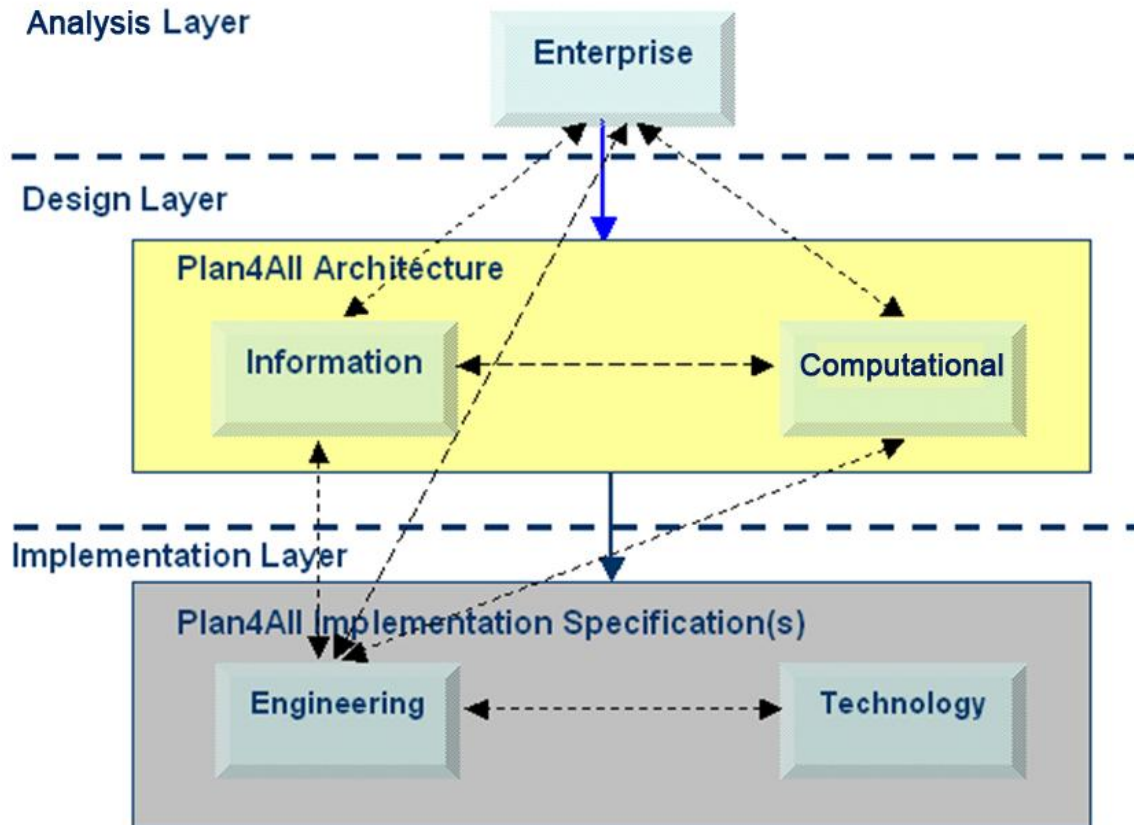 Analysis Layer
Enterprise
Design Layer
Plan4All Architecture
Information
Computational
Implementation Layer
Plan4All Implementation Specification(s)
Engineering
Technology